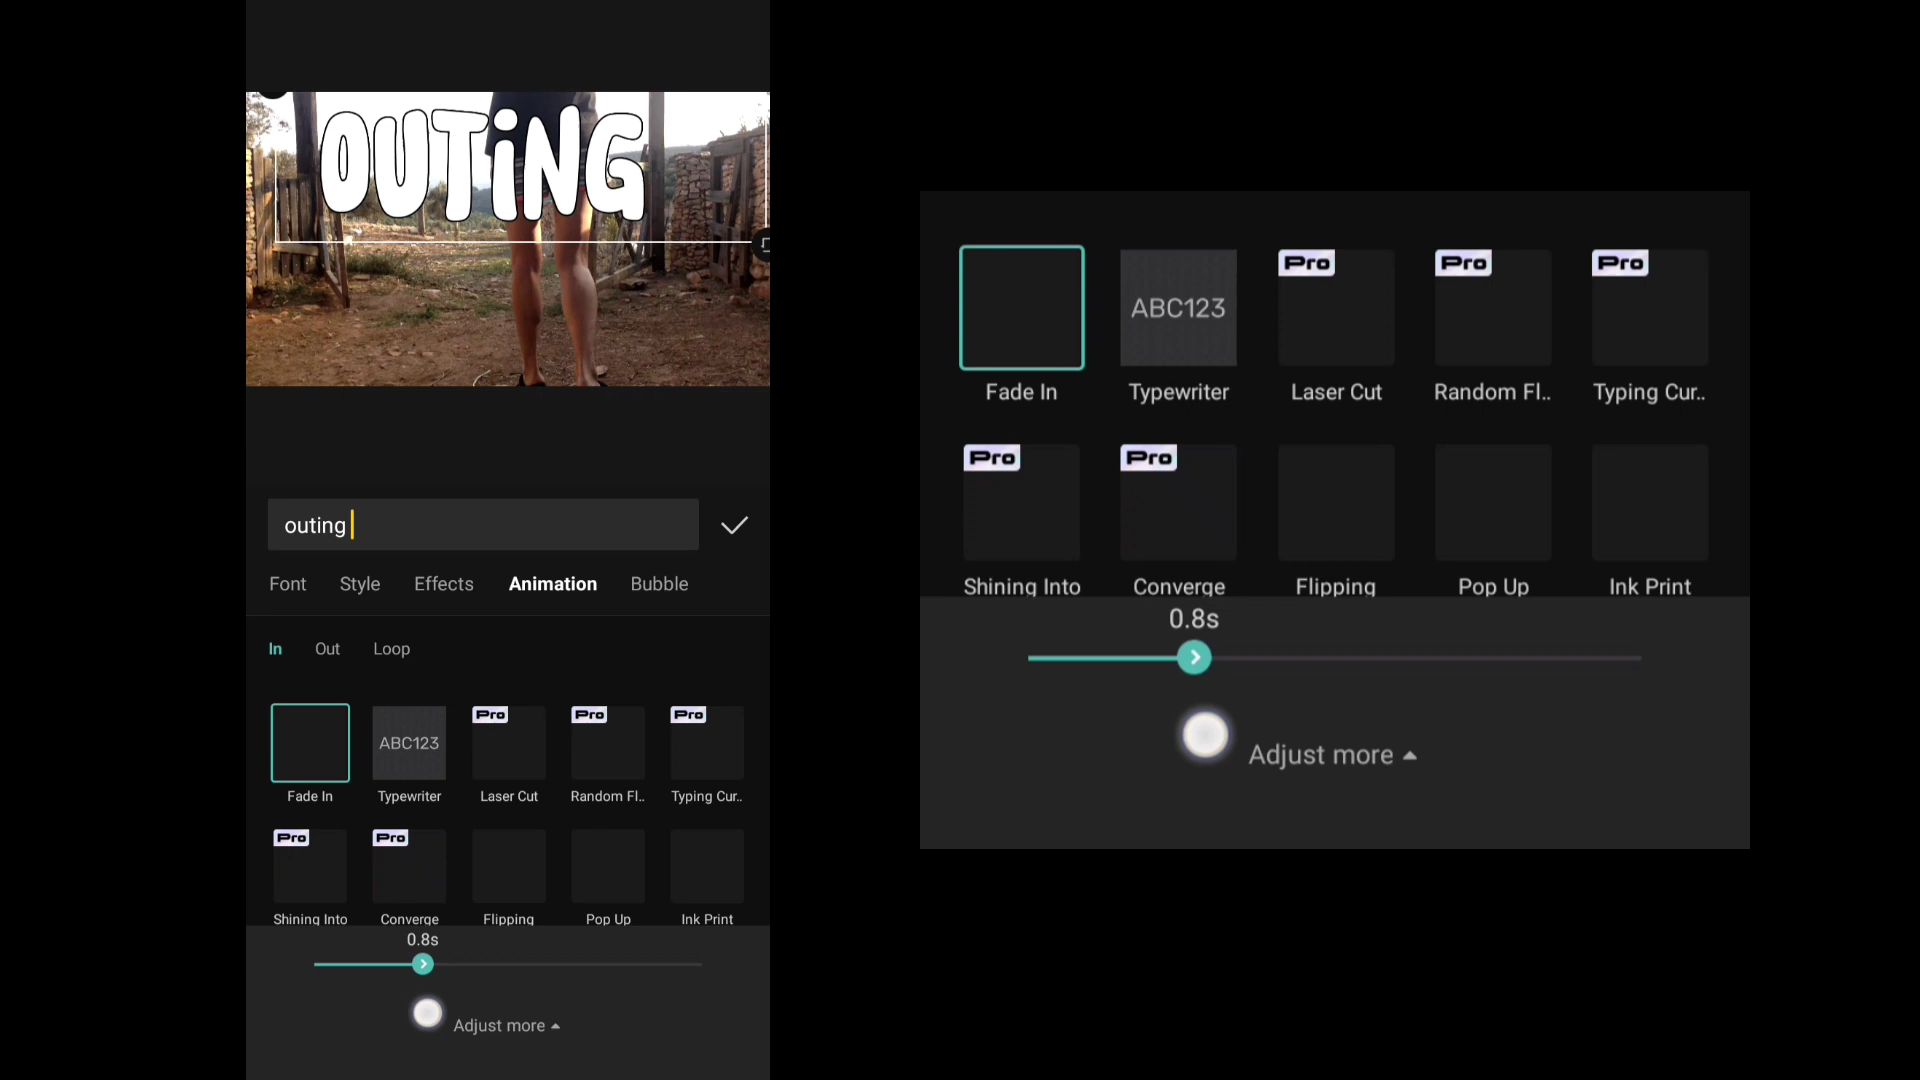 OUTiNG
outing
Font Style Effects Animation Bubble
In Out Loop
ABC123
Pro Pro Pro
Fade In Typewriter Laser Cut Random Fl.. Typing Cur..
Pro Pro
Shining Into Converge Flipping Pop Up Ink Print
0.8s
Adjust more
Pro Pro Pro
ABC123
Fade In Typewriter Laser Cut Random Fl.. Typing Cur..
Pro Pro
Shining Into Converge Flipping Pop Up Ink Print
0.8s
Adjust more